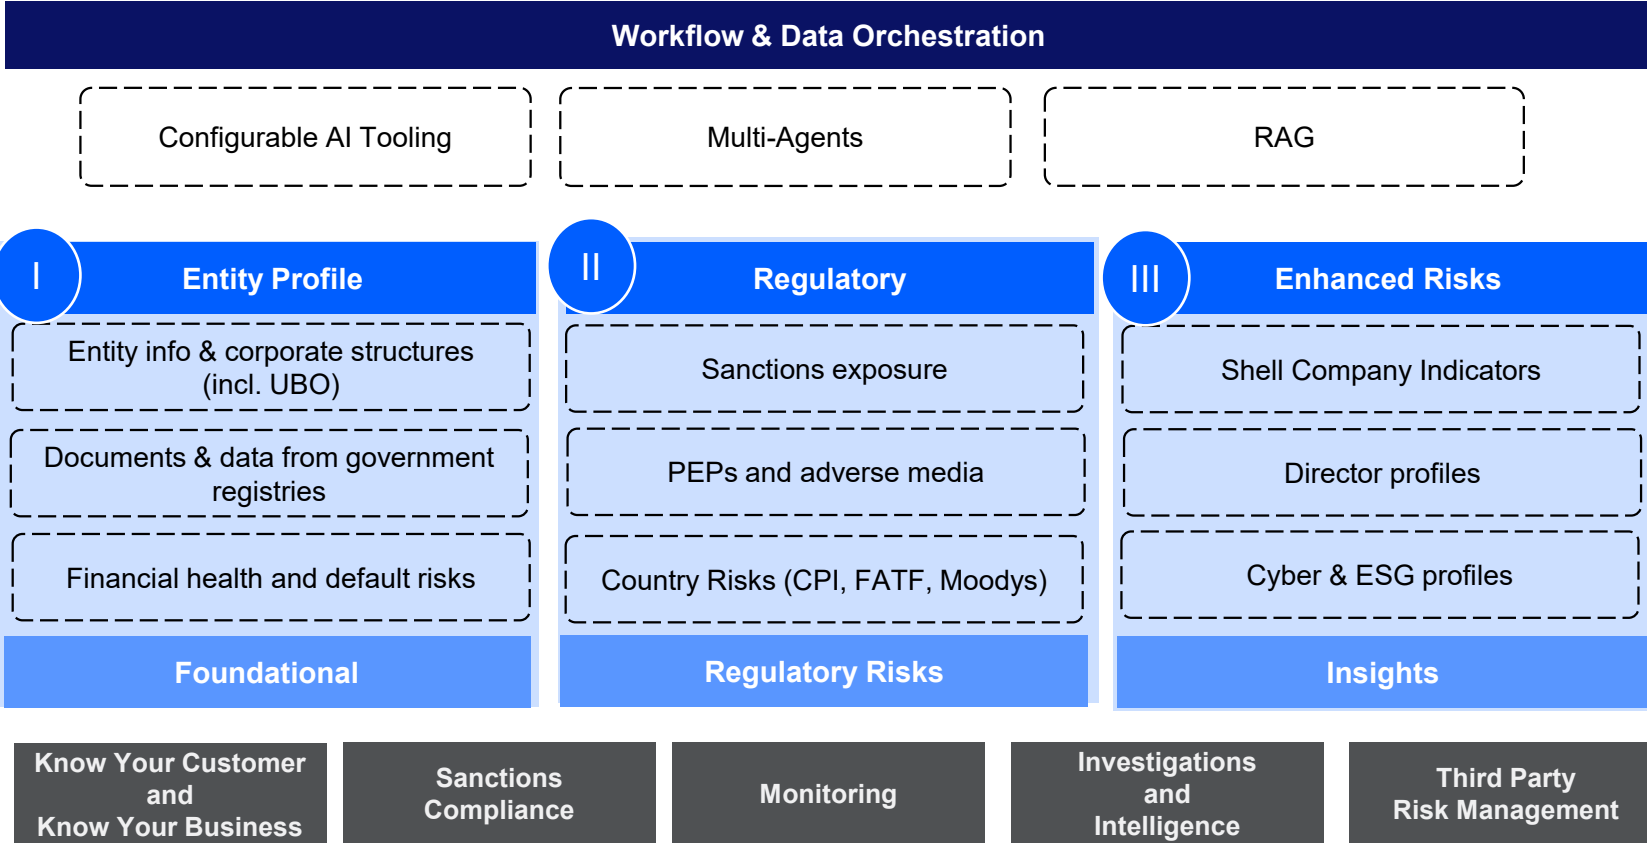 Workflow & Data Orchestration
Configurable AI Tooling
Multi-Agents
RAG
I
Entity Profile
Entity info & corporate structures
(incl. UBO)
Documents & data from government
registries
Financial health and default risks
Foundational
II
Regulatory
Sanctions exposure
PEPs and adverse media
Country Risks (CPI, FATF, Moodys)
Regulatory Risks
III
Enhanced Risks
Shell Company Indicators
Director profiles
Cyber & ESG profiles
Insights
Know Your Customer
and
Know Your Business
Sanctions
Compliance
Monitoring
Investigations
and
Intelligence
Third Party
Risk Management